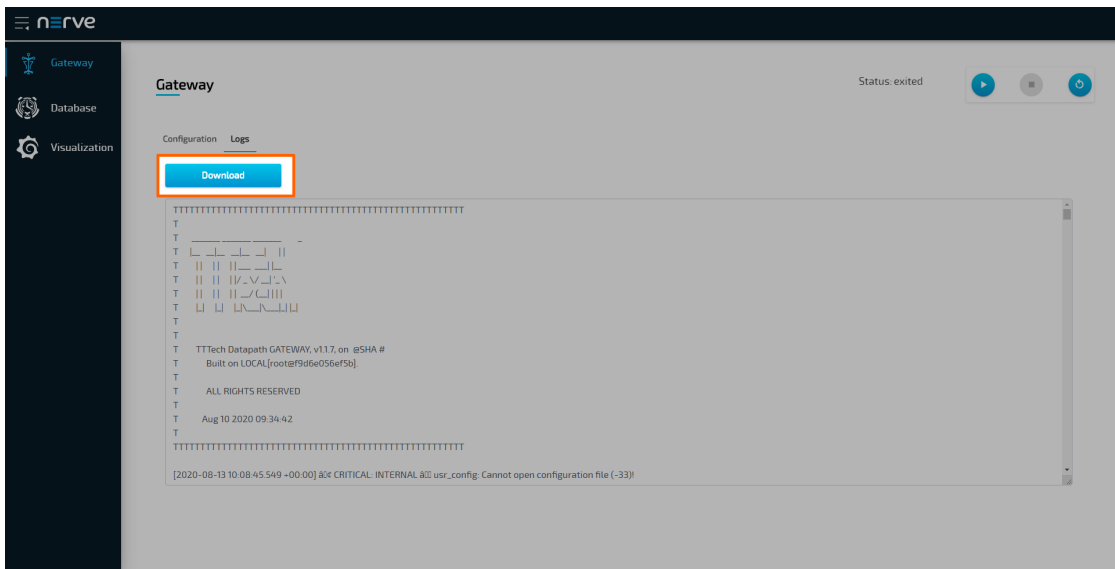 nerve
Gateway
Database
Visualization
Gateway
Status: exited
Configuration Logs
Download
TTTTTTTTTTTTTTTTTTTTTTTTTTTTTTTTTTTTTTTTTTTTTTTTTTTTTT
T
T
T
T
T
T
T
T
T
T TTTech Datapath GATEWAY, v1.1.7, on @SHA #
T Built on LOCAL[root@f9d6e056ef5b].
T
T ALL RIGHTS RESERVED
T
T Aug 10 2020 09:34:42
T
TTTTTTTTTTTTTTTTTTTTTTTTTTTTTTTTTTTTTTTTTTTTTTTTTTTTTT
[2020-08-13 10:08:45.549 +00:00] CRITICAL: INTERNAL usr_config: Cannot open configuration file (-33)!